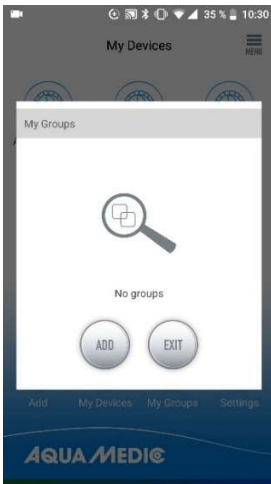 35 % 10:30
My Devices
MENU
My Groups
No groups
ADD EXIT
Add My Devices My Groups Settings
AQUA MEDIC